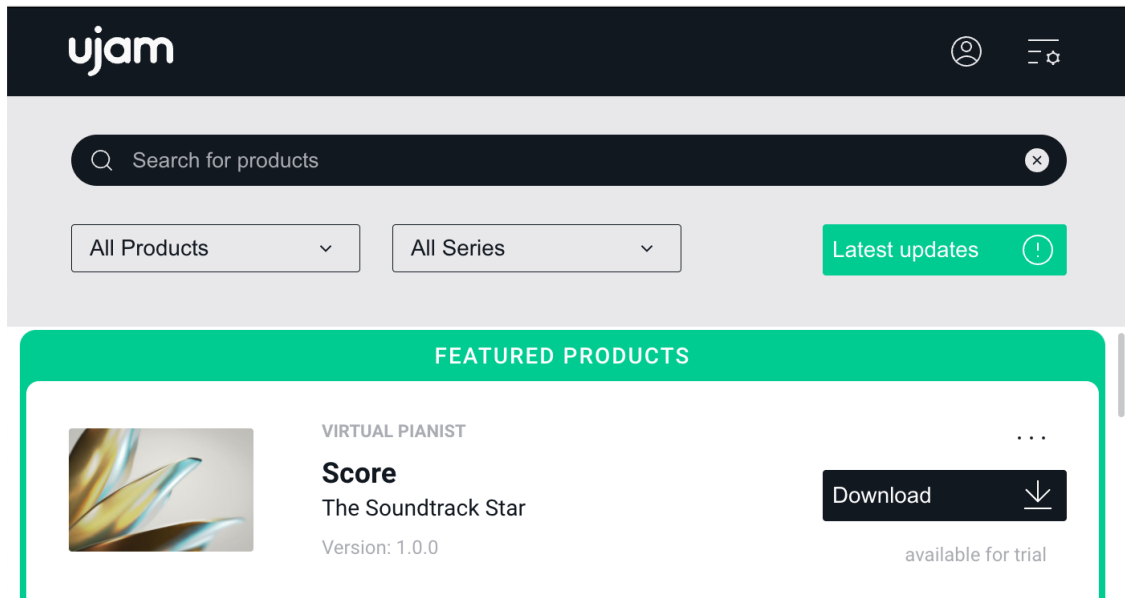 ujam
Search for products
All Products
All Series
Latest updates
FEATURED PRODUCTS
VIRTUAL PIANIST
Score
The Soundtrack Star
Version: 1.0.0
...
Download
available for trial